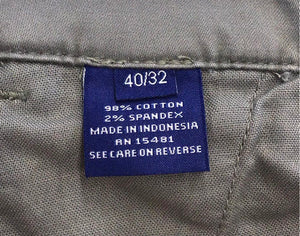 40/32
98% COTTON
2% SPANDEX
MADE IN INDONESIA
RN 15481
SEE CARE ON REVERSE